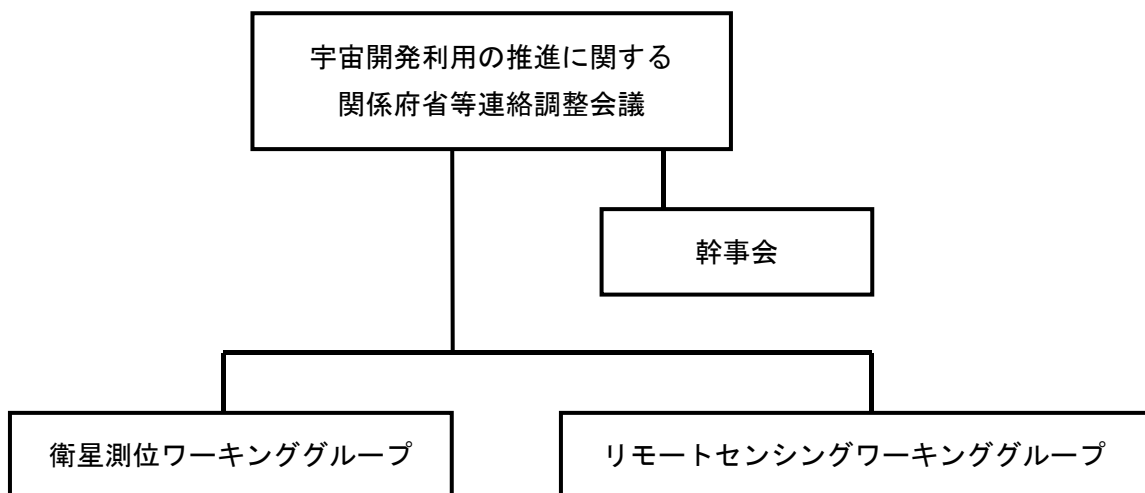 宇宙開発利用の推進に関する
関係府省等連絡調整会議
幹事会
衛星測位ワーキンググループ
リモートセンシングワーキンググループ